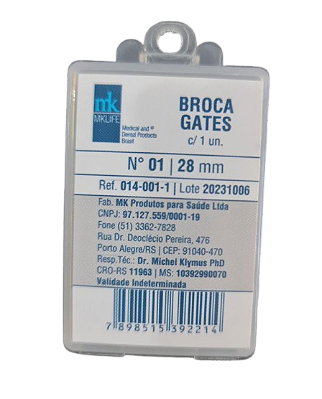 mk
MKLIFE
Medical and®
Dental Products
Brasil
BROCA
GATES
c/ 1 un.
N° 01 | 28 mm
Ref. 014-001-1 | Lote 20231006
Fab. MK Produtos para Saúde Ltda
CNPJ: 97.127.559/0001-19
Fone (51) 3362-7828
Rua Dr. Deoclécio Pereira, 476
Porto Alegre/RS | CEP: 91040-470
Resp.Téc.: Dr. Michel Klymus PhD
CRO-RS 11963 | MS: 10392990070
Validade Indeterminada
7 898515 392214